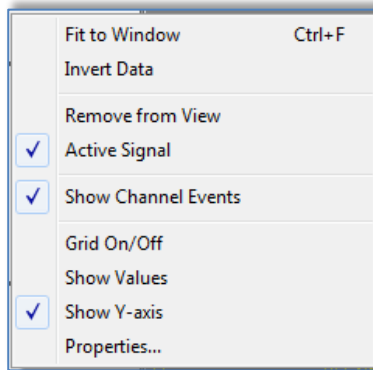 Fit to Window Ctrl+F
Invert Data
Remove from View
Active Signal
Show Channel Events
Grid On/Off
Show Values
Show Y-axis
Properties...